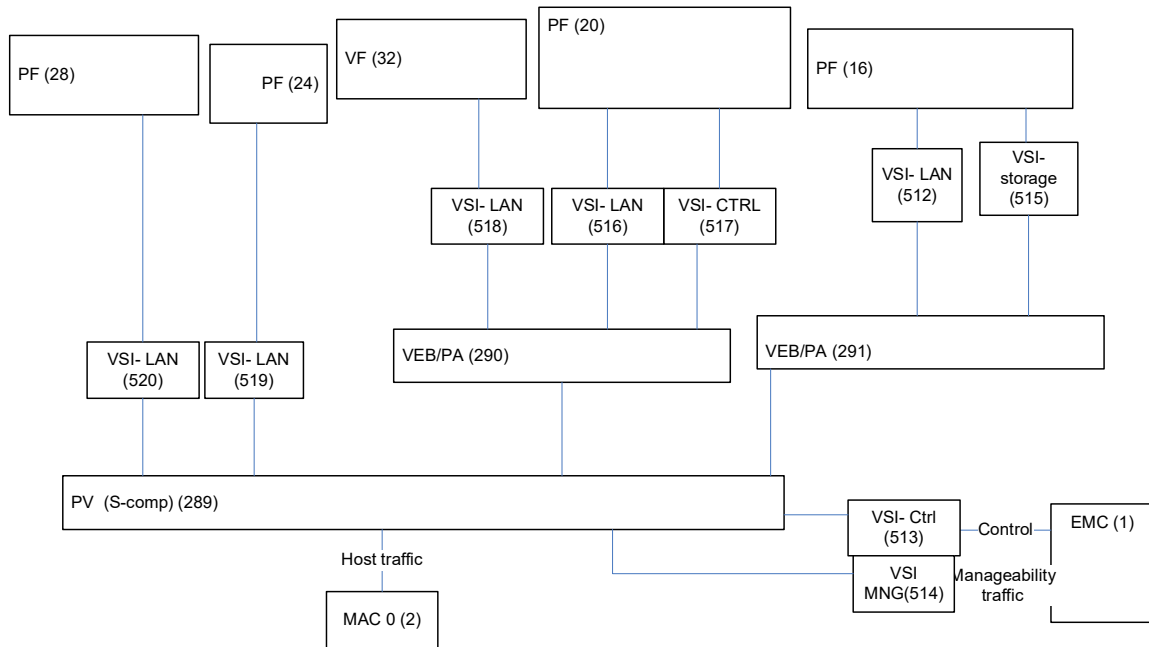 PF (28)
PF (24)
VF (32)
PF (20)
PF (16)
VSI- LAN
(518)
VSI- LAN
(516)
VSI- CTRL
(517)
VSI- LAN
(512)
VSI-
storage
(515)
VSI- LAN
(520)
VSI- LAN
(519)
VEB/PA (290)
VEB/PA (291)
PV (S-comp) (289)
VSI- Ctrl
(513)
Control
EMC (1)
VSI
MNG(514)
Manageability
traffic
Host traffic
MAC 0 (2)